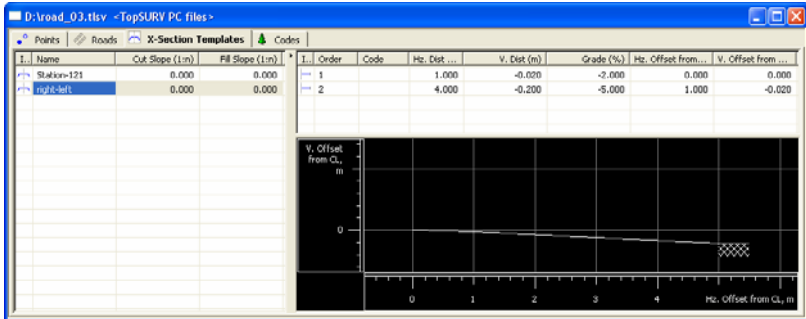 D:\road_03.tlsv <TopSURV PC files>
Points Roads X-Section Templates Codes
I.. Name Cut Slope (1:n) Fill Slope (1:n)
Station-121 0.000 0.000
right-left 0.000 0.000
I.. Order Code Hz. Dist ... V. Dist (m) Grade (%) Hz. Offset from... V. Offset from ...
1 1.000 -0.020 -2.000 0.000 0.000
2 4.000 -0.200 -5.000 1.000 -0.020
V. Offset
from CL,
m
0
0 1 2 3 4 Hz. Offset from CL, m